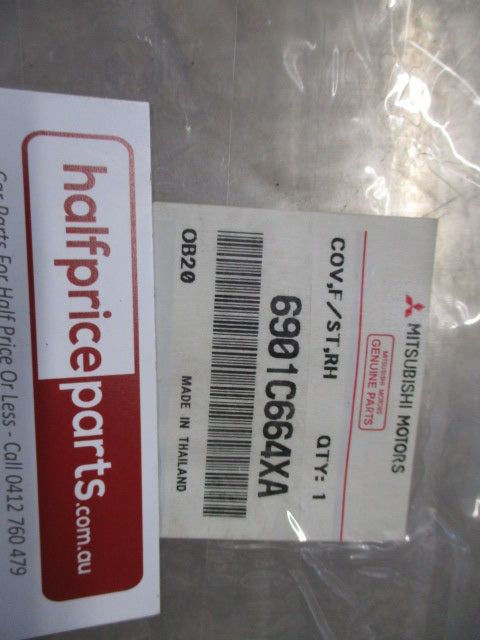 MITSUBISHI MOTORS
MITSUBISHI MOTORS
GENUINE PARTS
COV,F/ST,RH QTY: 1
6901C664XA
OB20 MADE IN THAILAND
halfpriceparts.com.au
Car Parts For Half Price Or Less - Call 0412 760 479